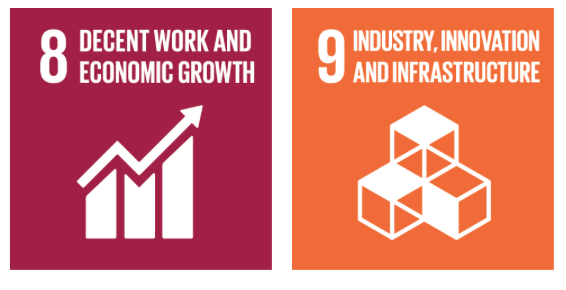 8 DECENT WORK AND
ECONOMIC GROWTH
9 INDUSTRY, INNOVATION
AND INFRASTRUCTURE